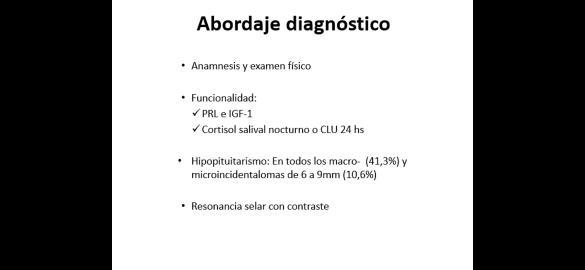 Abordaje diagnóstico
• Anamnesis y examen físico
• Funcionalidad:
✓PRL e IGF-1
✓Cortisol salival nocturno o CLU 24 hs
• Hipopituitarismo: En todos los macro- (41,3%) y
microincidentalomas de 6 a 9mm (10,6%)
• Resonancia selar con contraste